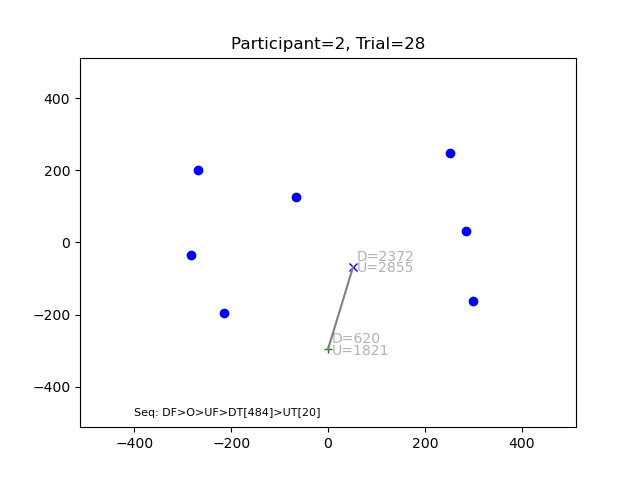 Participant=2, Trial=28
400
200
0
−200
−400
D=2372
U=2855
D=620
U=1821
Seq: DF>O>UF>DT[484]>UT[20]
−400 −200 0 200 400